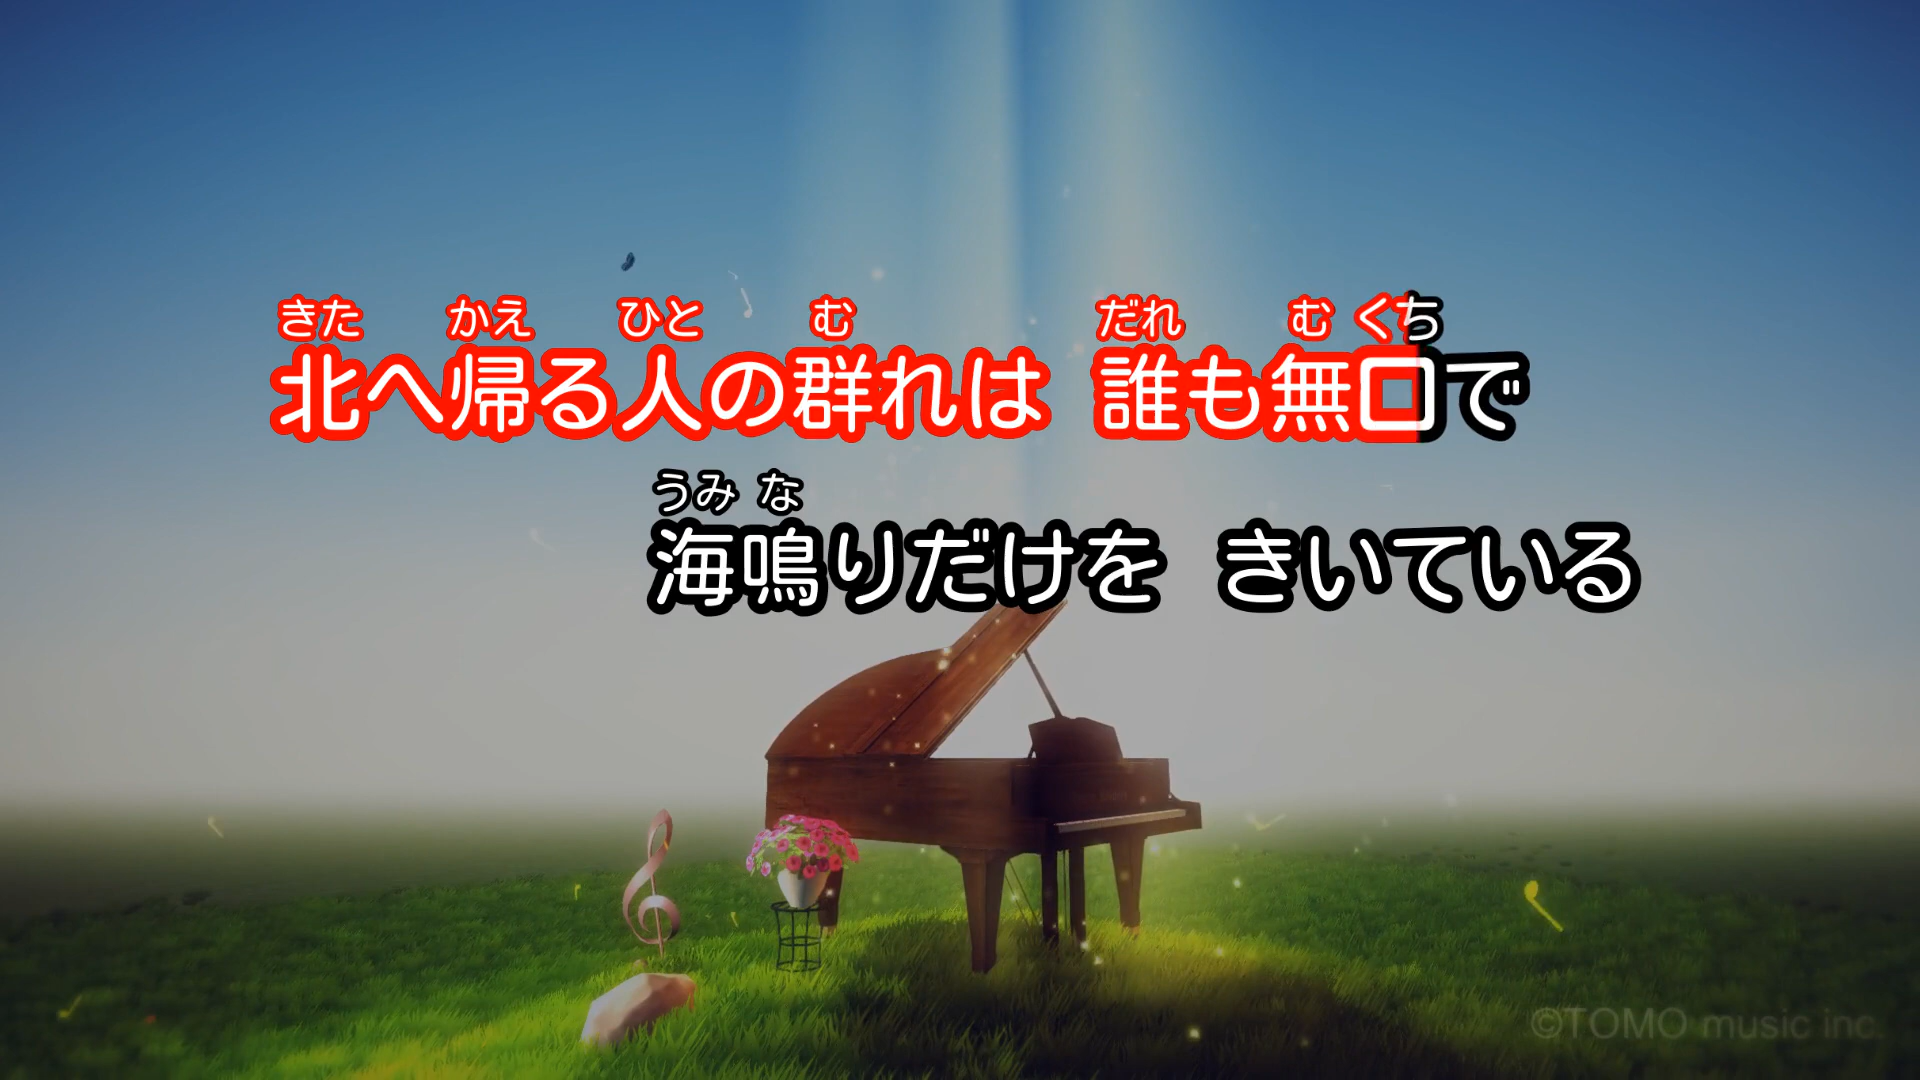 きた かえ ひと む だれ む くち
北へ帰る人の群れは 誰も無口で
うみ な
海鳴りだけを きいている
©TOMO music inc.